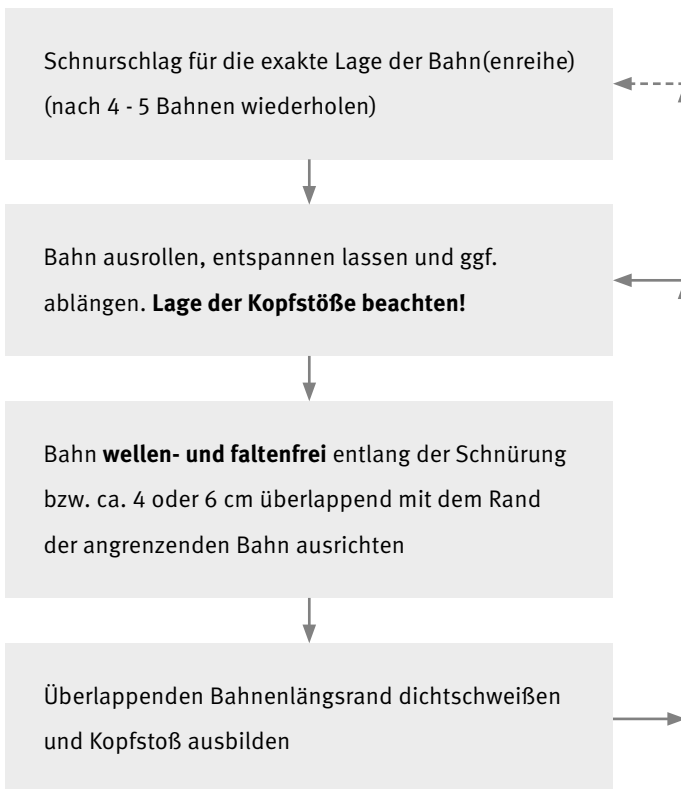 Schnurschlag für die exakte Lage der Bahn(enreihe)
(nach 4 - 5 Bahnen wiederholen)
Bahn ausrollen, entspannen lassen und ggf.
ablängen. Lage der Kopfstöße beachten!
Bahn wellen- und faltenfrei entlang der Schnürung
bzw. ca. 4 oder 6 cm überlappend mit dem Rand
der angrenzenden Bahn ausrichten
Überlappenden Bahnenlängsrand dichtschweißen
und Kopfstoß ausbilden